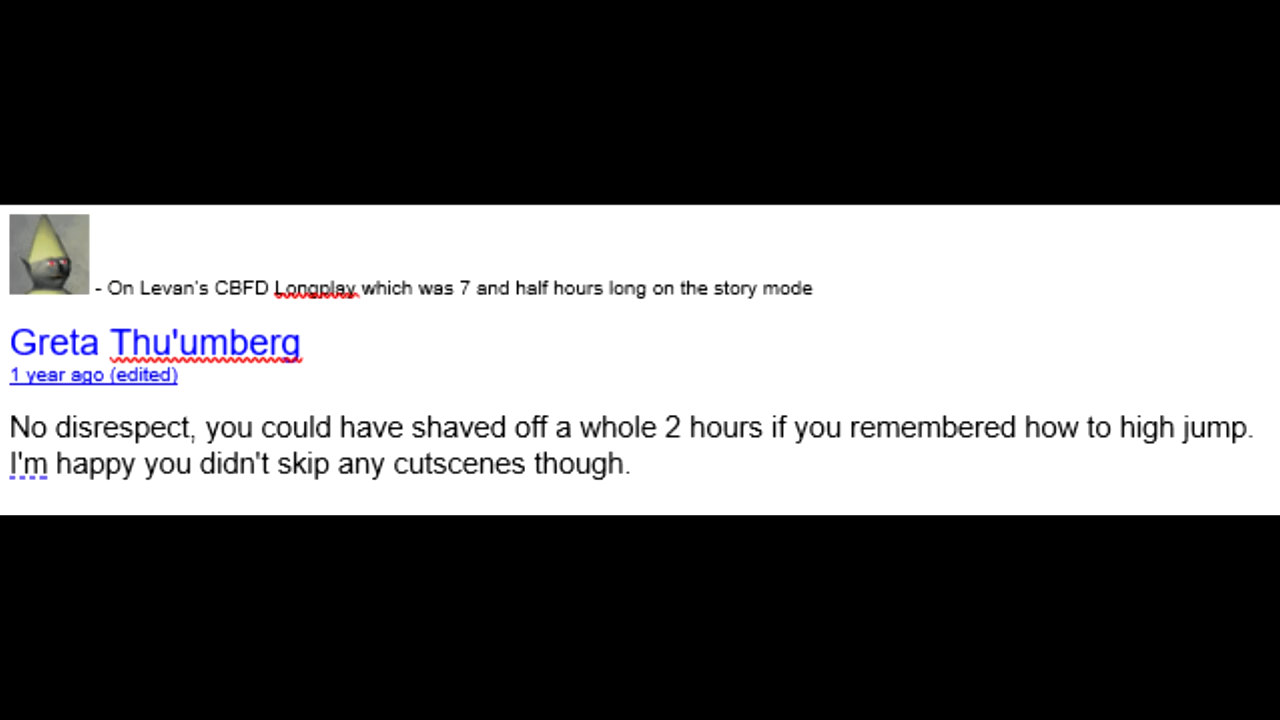 - On Levan's CBFD Longplay which was 7 and half hours long on the story mode
Greta Thu'umberg
1 year ago (edited)
No disrespect, you could have shaved off a whole 2 hours if you remembered how to high jump.
I'm happy you didn't skip any cutscenes though.